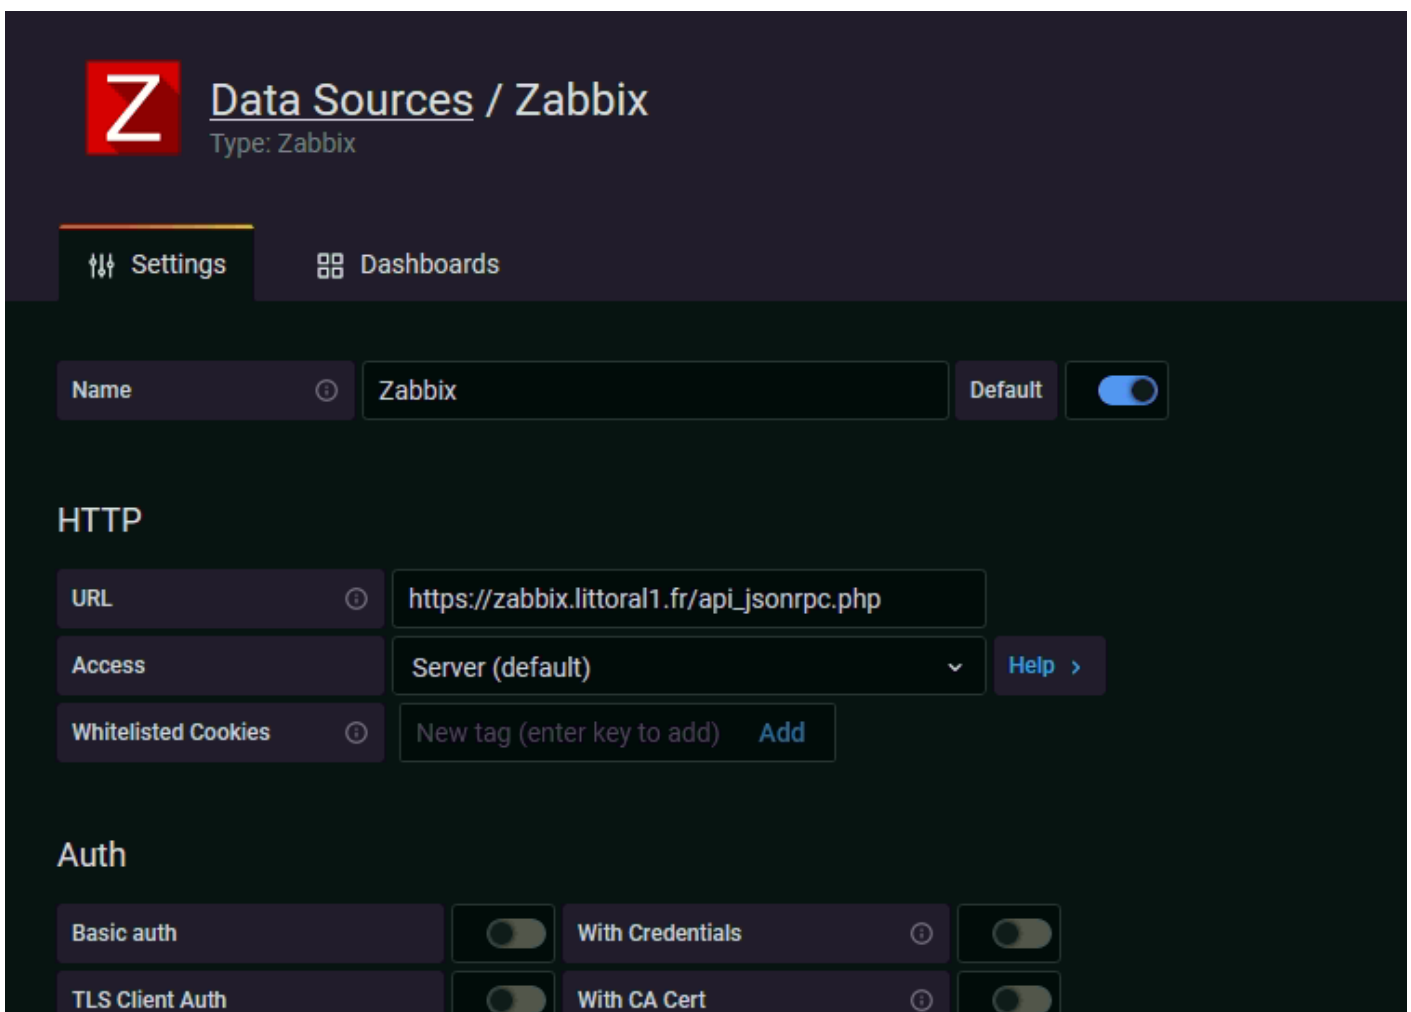 Z
Data Sources / Zabbix
Type: Zabbix
Settings Dashboards
Name Zabbix Default
HTTP
URL https://zabbix.littoral1.fr/api_jsonrpc.php
Access Server (default) Help >
Whitelisted Cookies New tag (enter key to add) Add
Auth
Basic auth With Credentials
TLS Client Auth With CA Cert